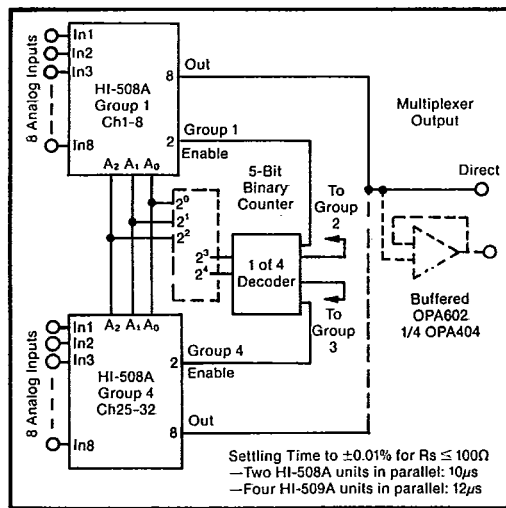 8 Analog Inputs
In1
In2
In3
In8
HI-508A
Group 1
Ch1-8
8
Out
2
Group 1
Enable
A2 A1 A0
Multiplexer
Output
Direct
5-Bit
Binary
Counter
2⁰
2¹
2²
2³
2⁴
1 of 4
Decoder
To
Group
2
To
Group
3
Buffered
OPA602
1/4 OPA404
8 Analog Inputs
In1
In2
In3
In8
A2 A1 A0
HI-508A
Group 4
Ch25-32
2
Group 4
Enable
Out
8
Settling Time to ±0.01% for Rs ≤ 100Ω
—Two HI-508A units in parallel: 10µs
—Four HI-509A units in parallel: 12µs